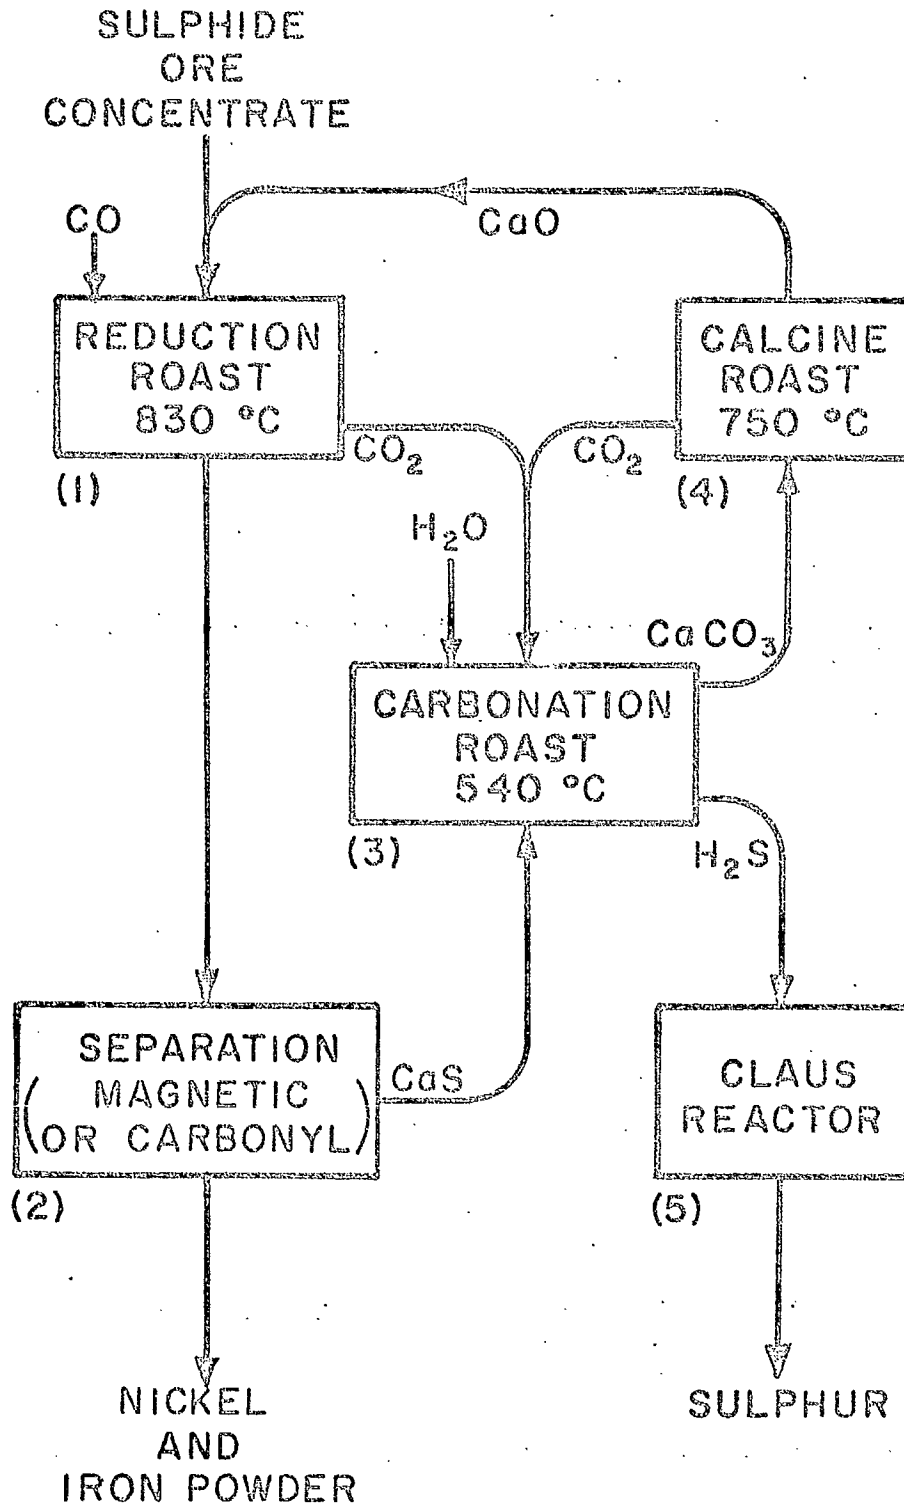 SULPHIDE
ORE
CONCENTRATE
CO
CaO
REDUCTION
ROAST
830 °C
(1)
CO₂
CO₂
CALCINE
ROAST
750 °C
(4)
H₂O
CaCO₃
CARBONATION
ROAST
540 °C
(3)
H₂S
SEPARATION
MAGNETIC
(OR CARBONYL)
(2)
CaS
CLAUS
REACTOR
(5)
NICKEL
AND
IRON POWDER
SULPHUR